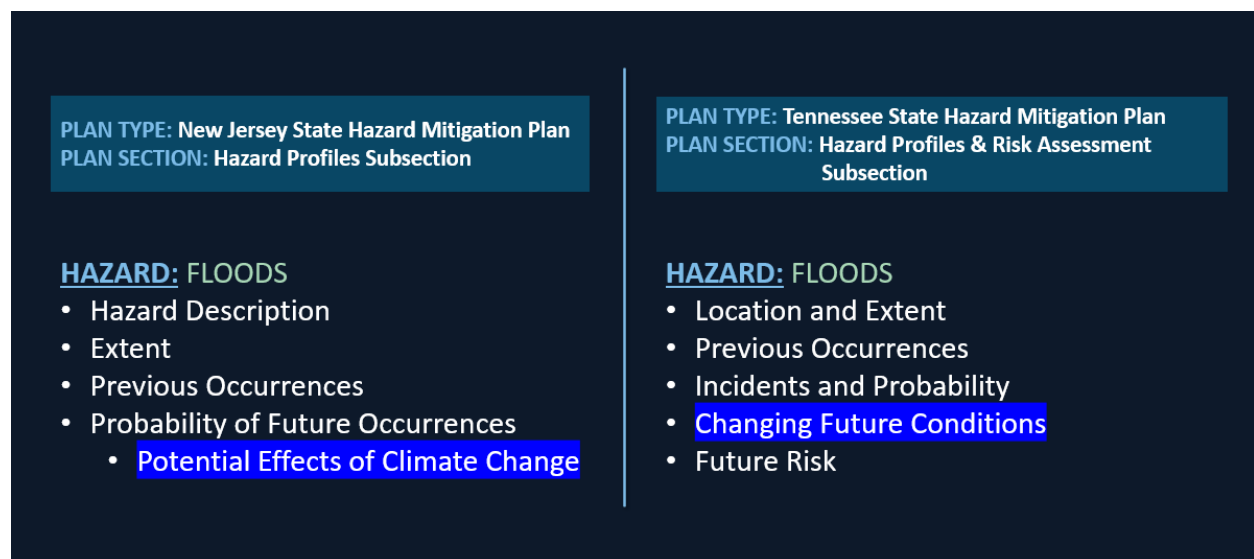 PLAN TYPE: New Jersey State Hazard Mitigation Plan
PLAN SECTION: Hazard Profiles Subsection
HAZARD: FLOODS
• Hazard Description
• Extent
• Previous Occurrences
• Probability of Future Occurrences
• Potential Effects of Climate Change
PLAN TYPE: Tennessee State Hazard Mitigation Plan
PLAN SECTION: Hazard Profiles & Risk Assessment
Subsection
HAZARD: FLOODS
• Location and Extent
• Previous Occurrences
• Incidents and Probability
• Changing Future Conditions
• Future Risk